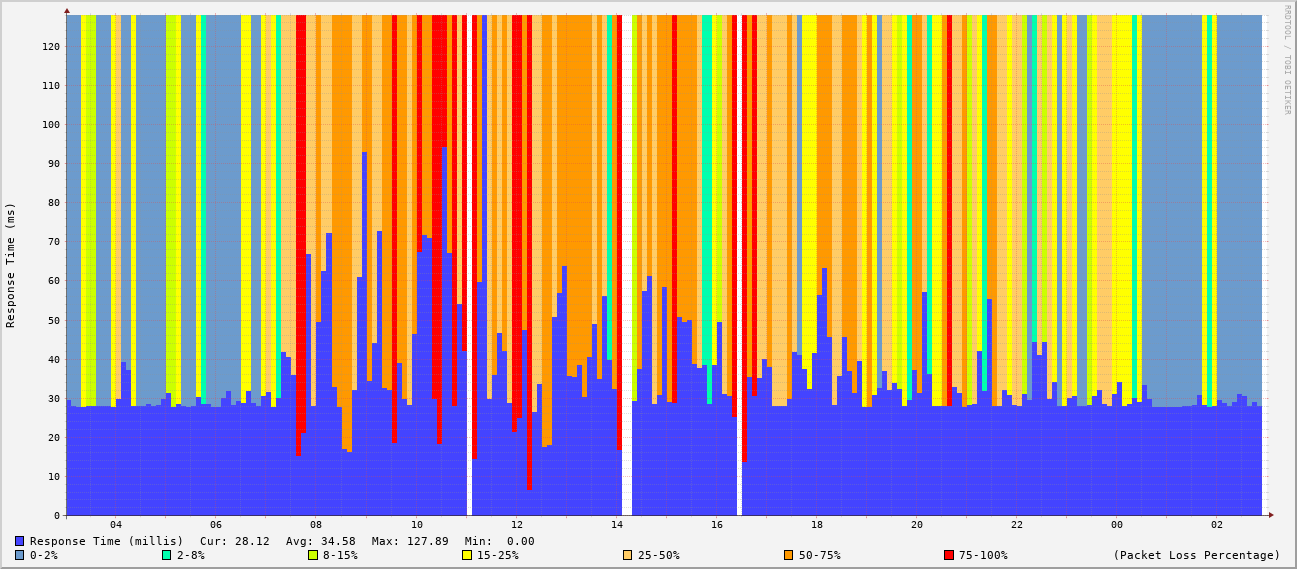 RRDTOOL / TOBI OETIKER
Response Time (ms)
120
110
100
90
80
70
60
50
40
30
20
10
0
04 06 08 10 12 14 16 18 20 22 00 02
Response Time (millis) Cur: 28.12 Avg: 34.58 Max: 127.89 Min: 0.00
0-2% 2-8% 8-15% 15-25% 25-50% 50-75% 75-100% (Packet Loss Percentage)